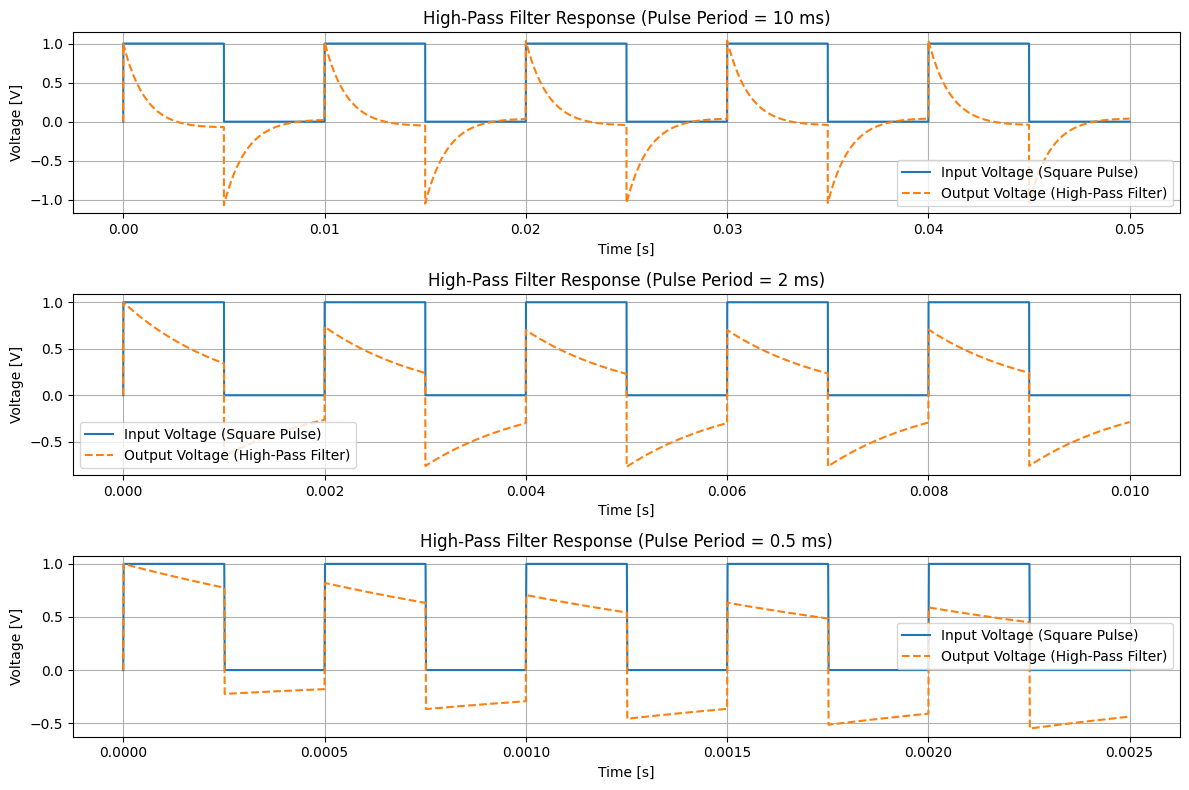 High-Pass Filter Response (Pulse Period = 10 ms)
Voltage [V]
1.0
0.5
0.0
−0.5
−1.0
Input Voltage (Square Pulse)
Output Voltage (High-Pass Filter)
0.00 0.01 0.02 0.03 0.04 0.05
Time [s]
High-Pass Filter Response (Pulse Period = 2 ms)
Voltage [V]
1.0
0.5
0.0
−0.5
Input Voltage (Square Pulse)
Output Voltage (High-Pass Filter)
0.000 0.002 0.004 0.006 0.008 0.010
Time [s]
High-Pass Filter Response (Pulse Period = 0.5 ms)
Voltage [V]
1.0
0.5
0.0
−0.5
Input Voltage (Square Pulse)
Output Voltage (High-Pass Filter)
0.0000 0.0005 0.0010 0.0015 0.0020 0.0025
Time [s]